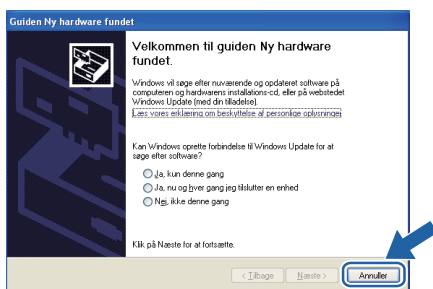 Guiden Ny hardware fundet
Velkommen til guiden Ny hardware
fundet.
Windows vil søge efter nuværende og opdateret software på
computeren og hardwarens installations-cd, eller på webstedet
Windows Update (med din tilladelse).
Læs vores erklæring om beskyttelse af personlige oplysninger
Kan Windows oprette forbindelse til Windows Update for at
søge efter software?
Ja, kun denne gang
Ja, nu og hver gang jeg tilslutter en enhed
Nej, ikke denne gang
Klik på Næste for at fortsætte.
< Tilbage Næste > Annuller